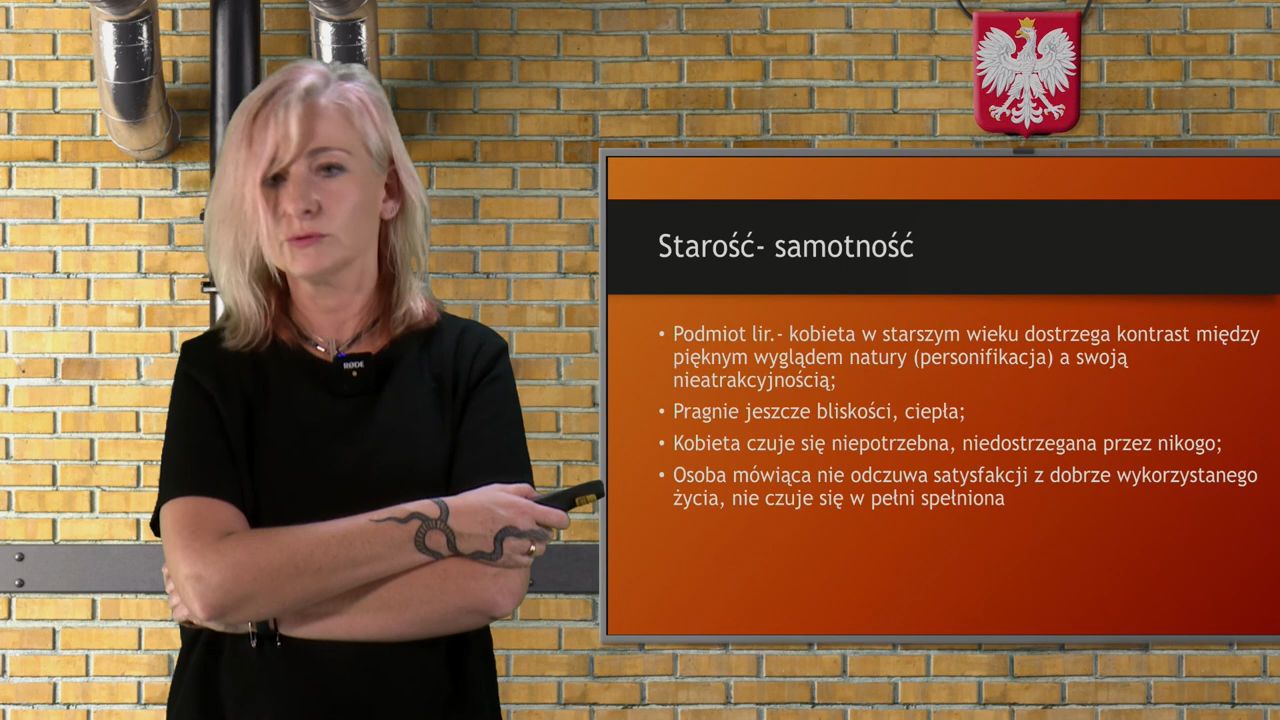 Starość- samotność
• Podmiot lir.- kobieta w starszym wieku dostrzega kontrast między
pięknym wyglądem natury (personifikacja) a swoją
nieatrakcyjnością;
• Pragnie jeszcze bliskości, ciepła;
• Kobieta czuje się niepotrzebna, niedostrzegana przez nikogo;
• Osoba mówiąca nie odczuwa satysfakcji z dobrze wykorzystanego
życia, nie czuje się w pełni spełniona
RØDE